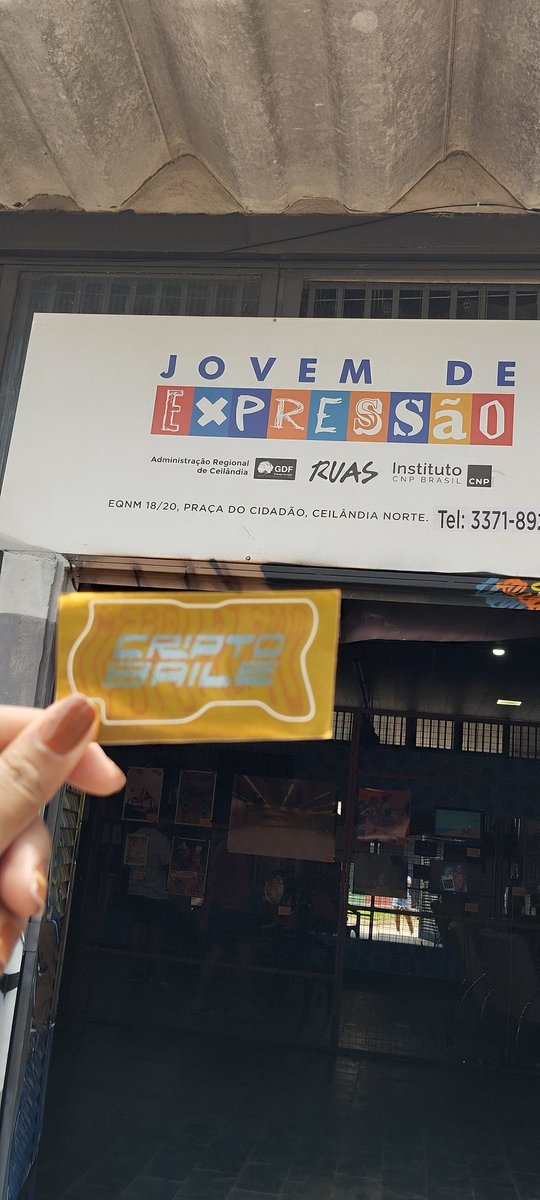 JOVEM DE
EXPRESSÃO
Administração Regional
de Ceilândia
GDF
RUAS
Instituto
CNP BRASIL
CNP
EQNM 18/20, PRAÇA DO CIDADÃO, CEILÂNDIA NORTE.
Tel: 3371-892
CRIPTO
BAILE